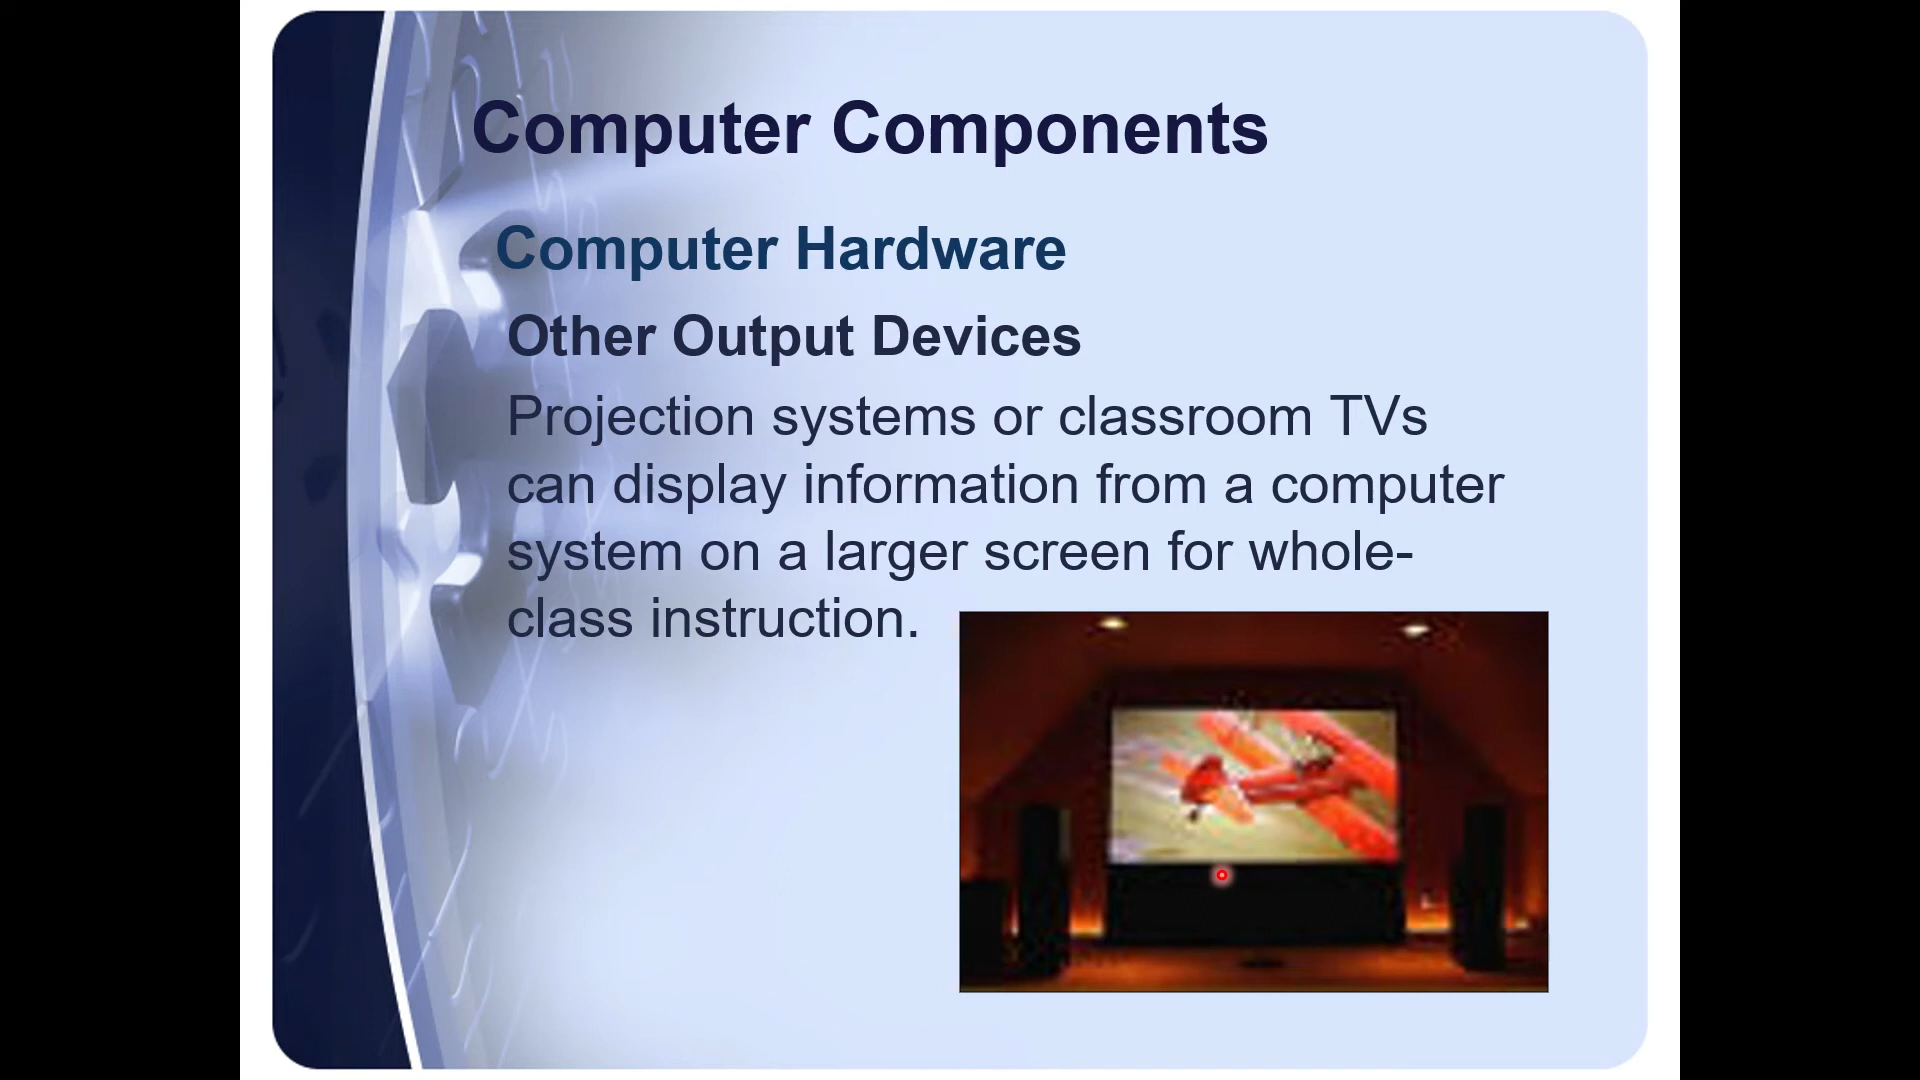 Computer Components
Computer Hardware
Other Output Devices
Projection systems or classroom TVs
can display information from a computer
system on a larger screen for whole-
class instruction.